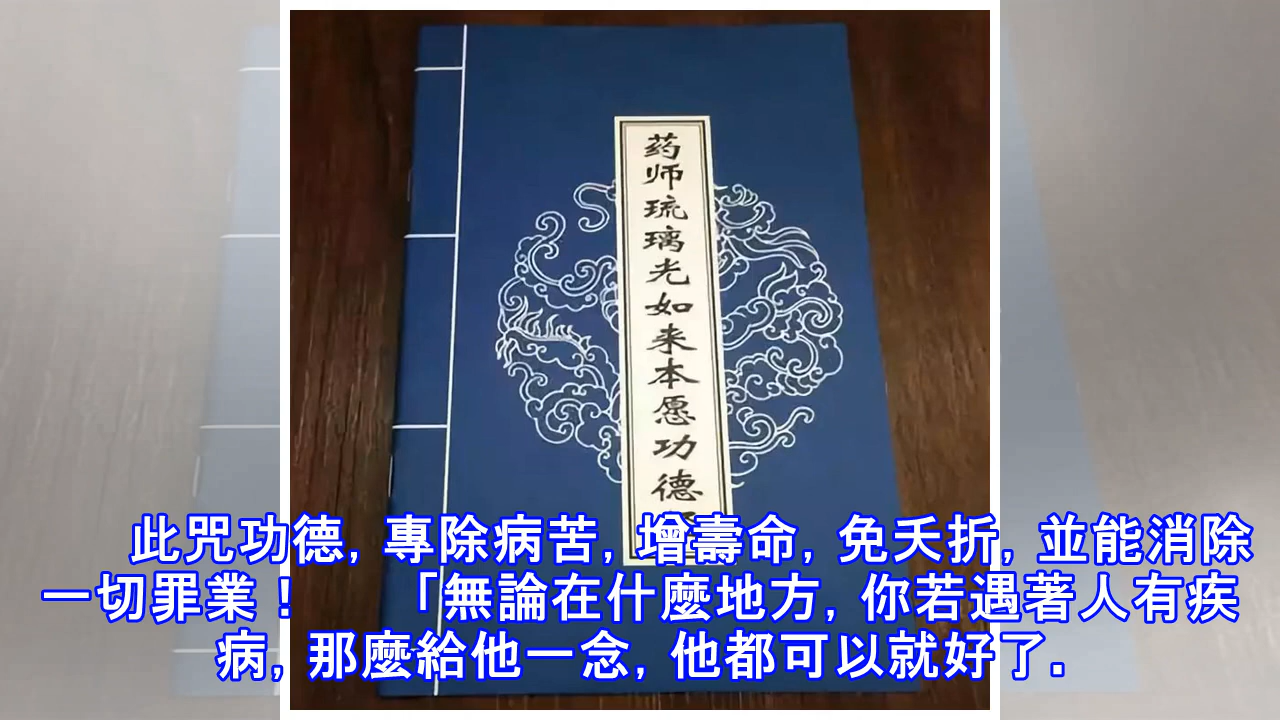 药师琉璃光如来本愿功德
此咒功德, 專除病苦, 增壽命, 免夭折, 並能消除
一切罪業！ 「無論在什麼地方, 你若遇著人有疾
病, 那麼給他一念, 他都可以就好了.